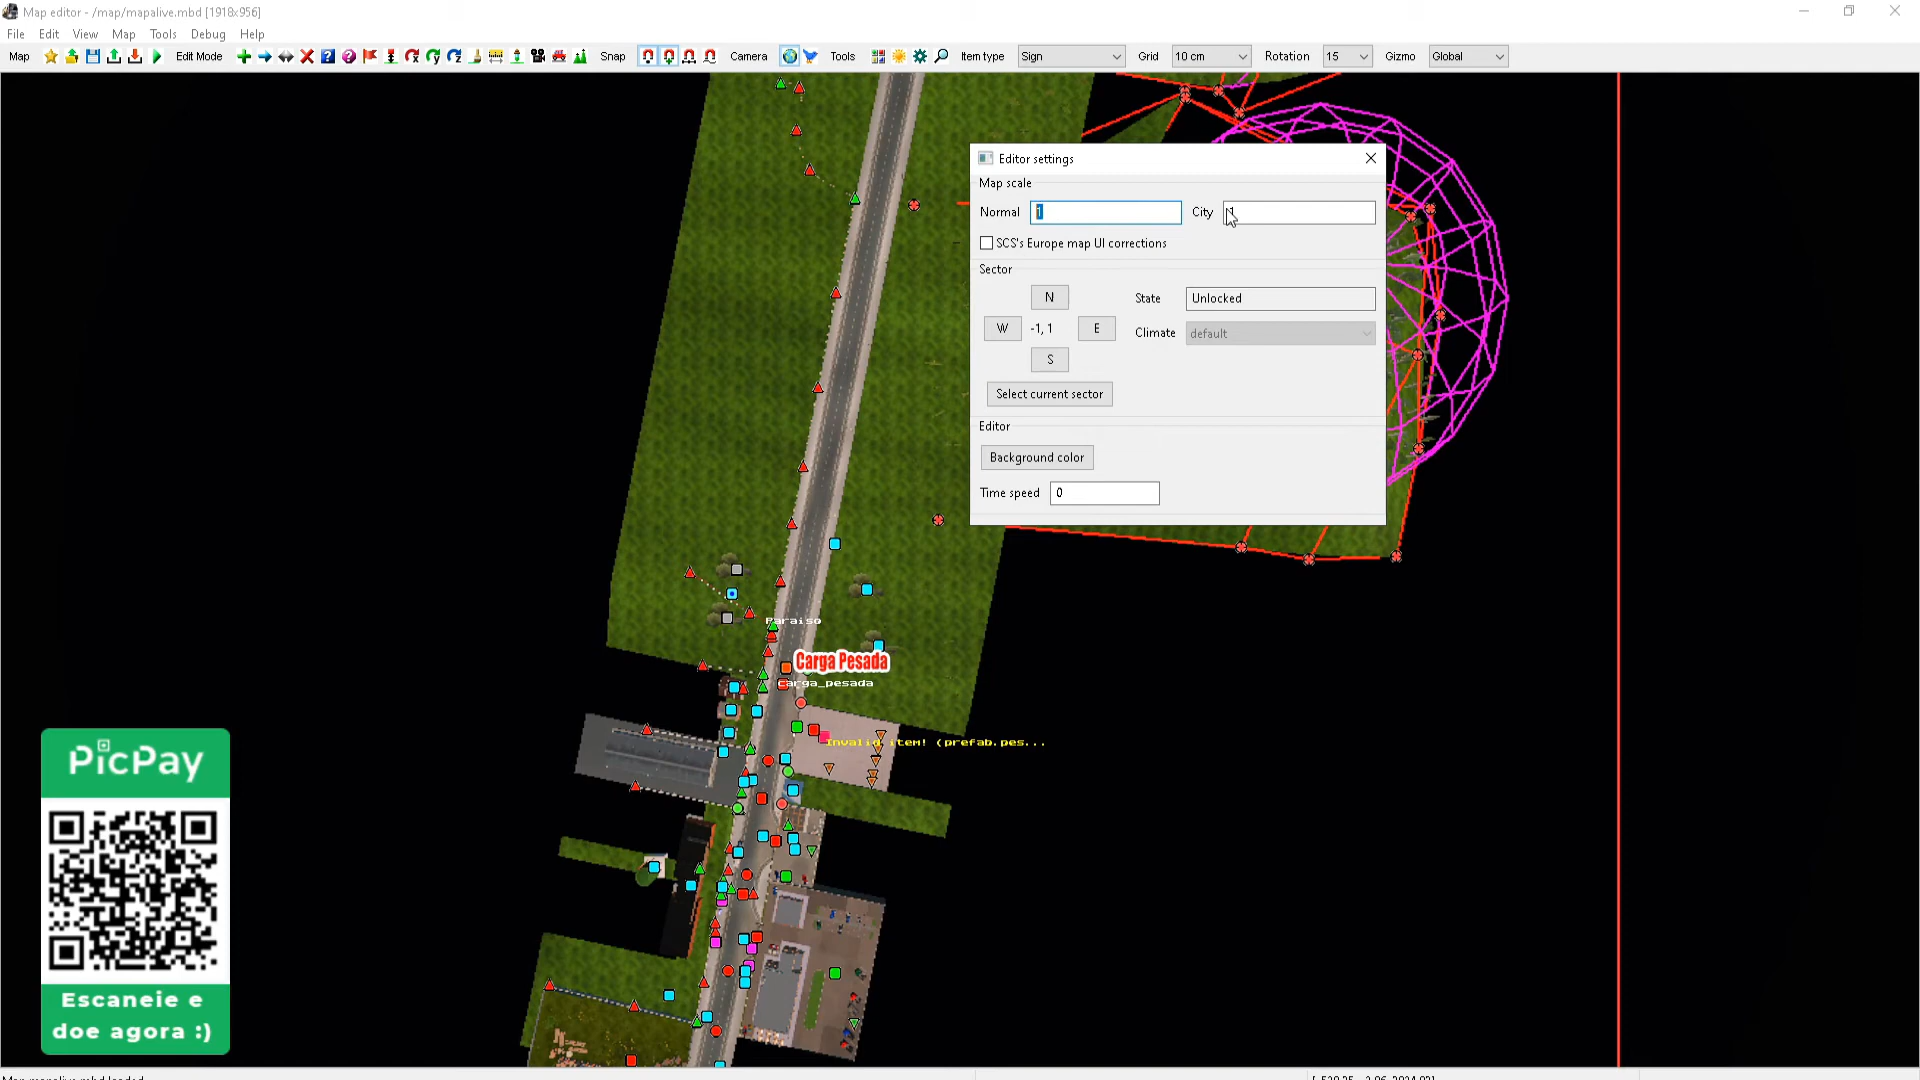 Map editor - /map/mapalive.mbd [1918x956]
File Edit View Map Tools Debug Help
Map Edit Mode Snap Camera Tools Item type Sign Grid 10 cm Rotation 15 Gizmo Global
Editor settings
Map scale
Normal 1 City 1
SCS's Europe map UI corrections
Sector
N
State Unlocked
W -1, 1 E
Climate default
S
Select current sector
Editor
Background color
Time speed 0
Paraiso
Carga Pesada
carga_pesada
Invalid item! (prefab.pes...
PicPay
Escaneie e
doe agora :)